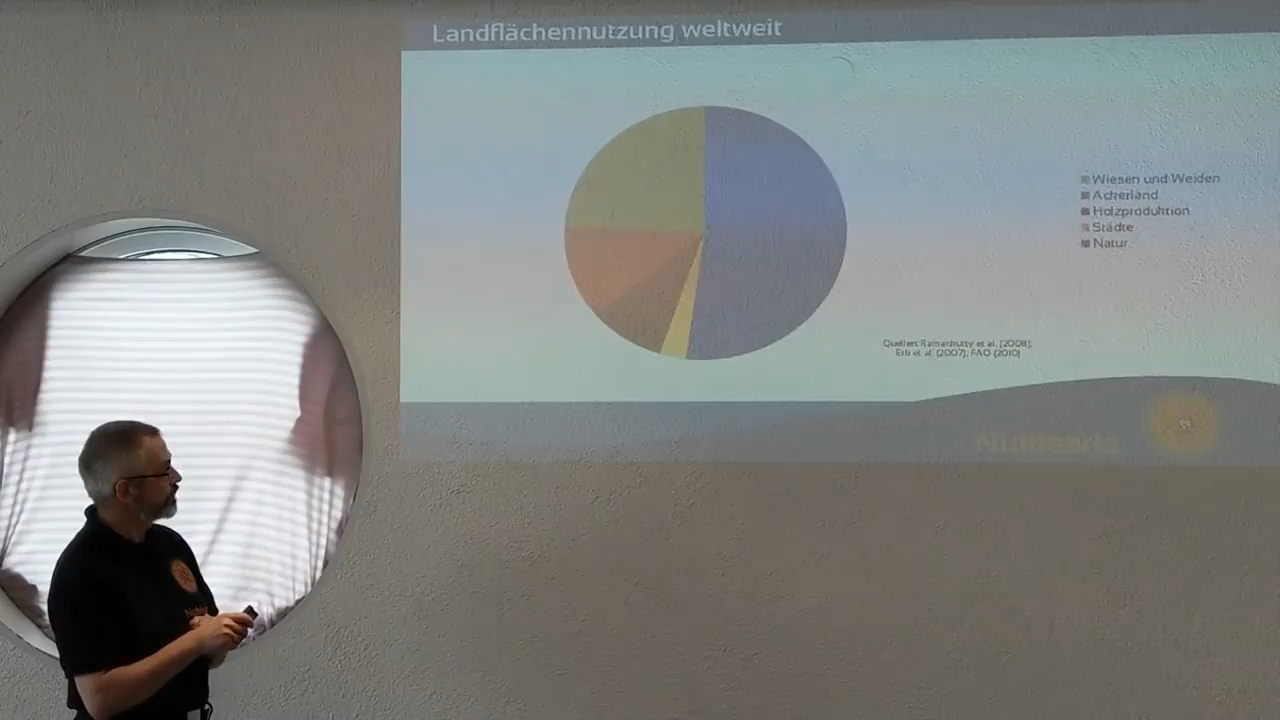 Landflächennutzung weltweit
Wiesen und Weiden
Ackerland
Holzproduktion
Städte
Natur
Quellen: Ramankutty et al. (2008),
Erb et al. (2007), FAO (2010)
Nuklearia